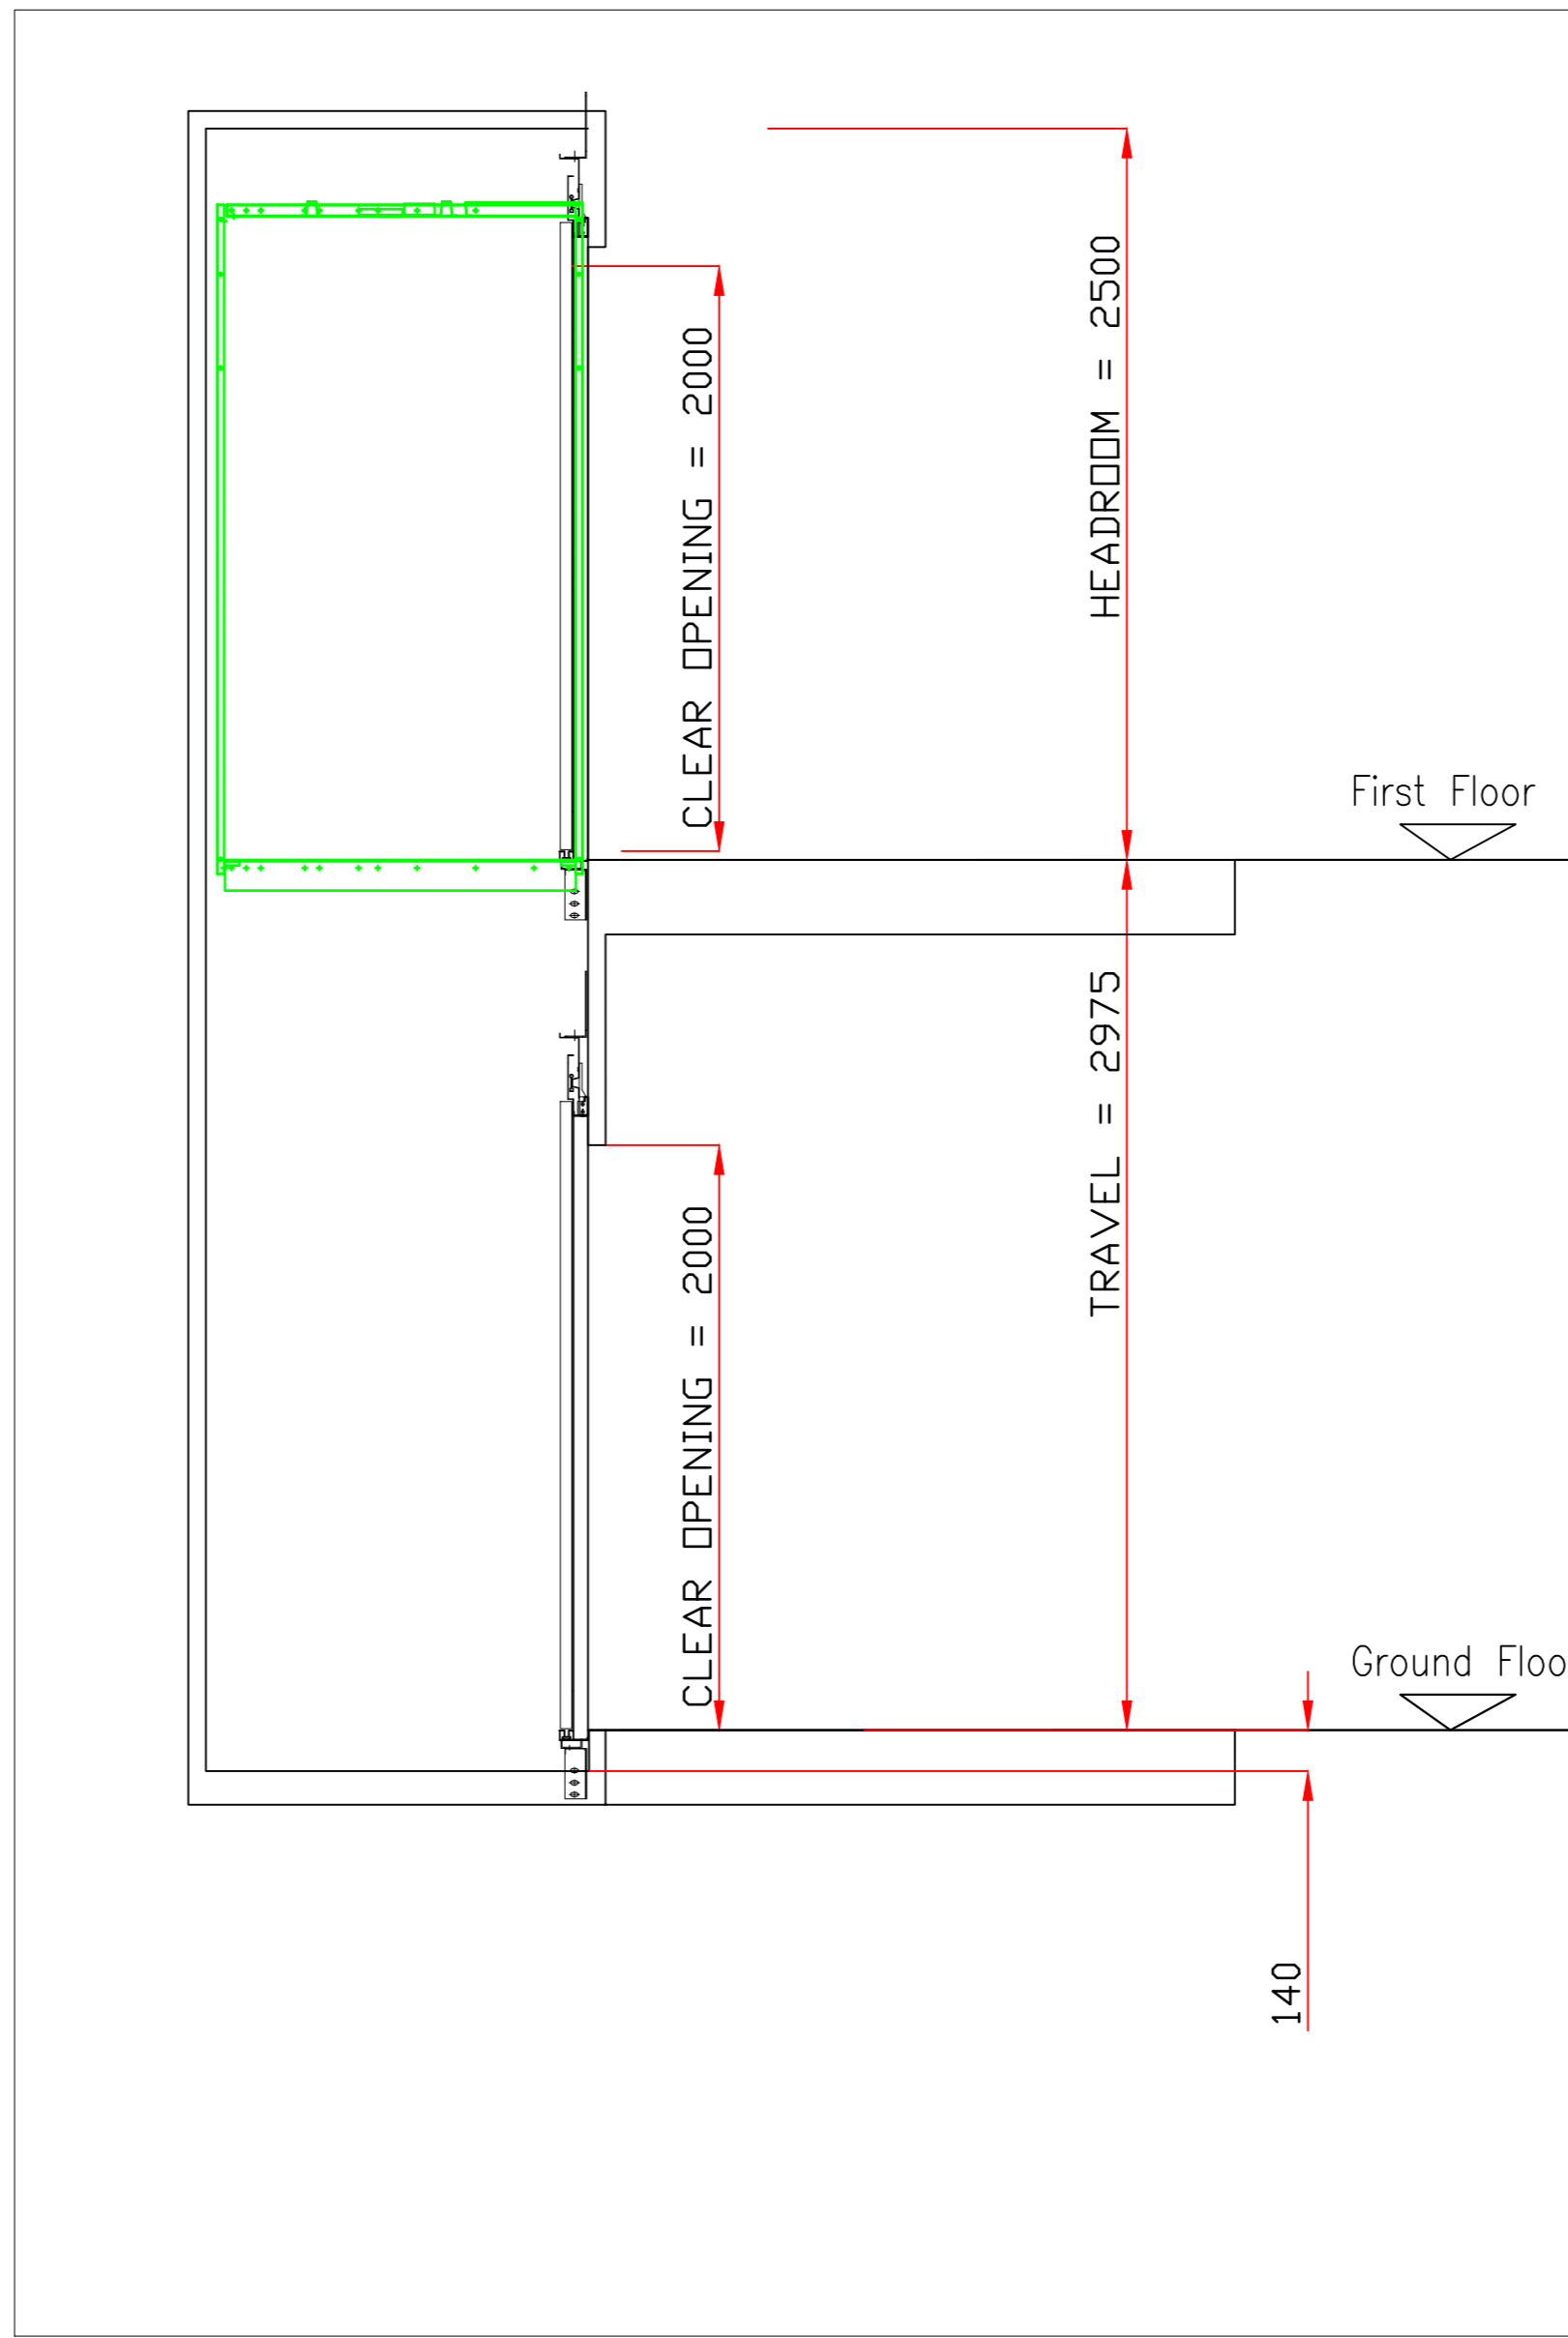 CLEAR OPENING = 2000
HEADROOM = 2500
First Floor
TRAVEL = 2975
CLEAR OPENING = 2000
Ground Floo
140